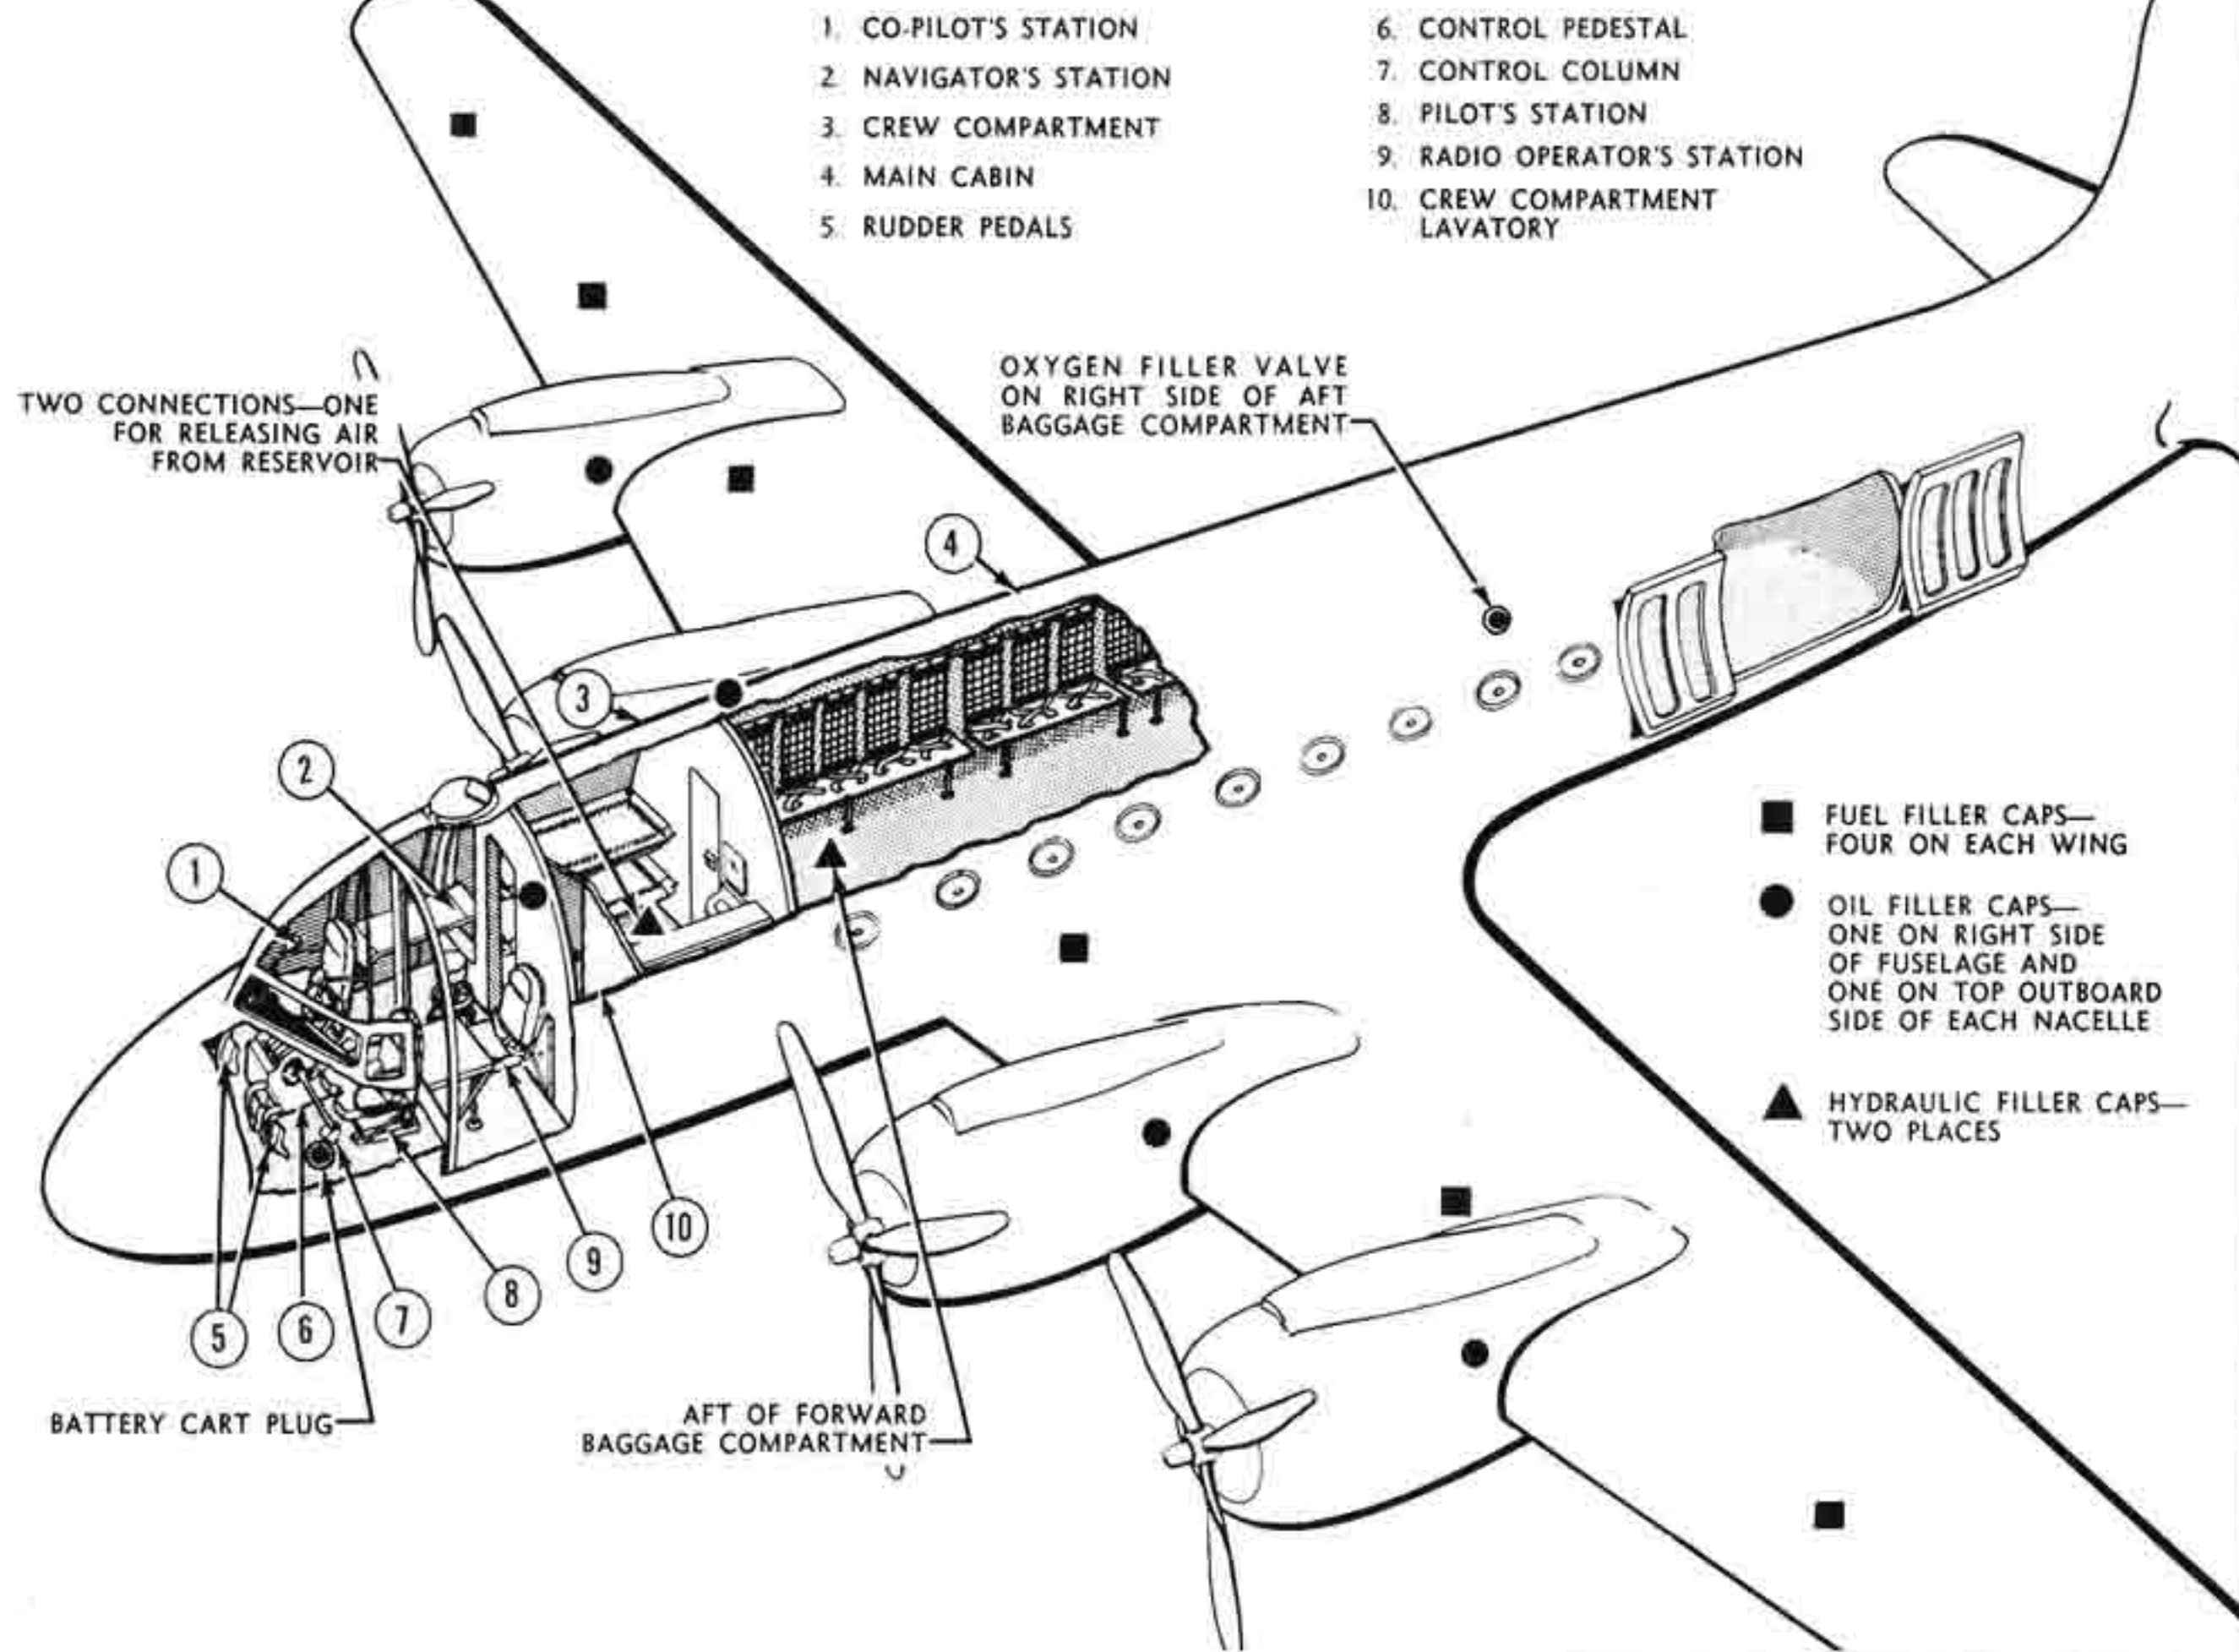 1. CO-PILOT'S STATION
2. NAVIGATOR'S STATION
3. CREW COMPARTMENT
4. MAIN CABIN
5. RUDDER PEDALS
6. CONTROL PEDESTAL
7. CONTROL COLUMN
8. PILOT'S STATION
9. RADIO OPERATOR'S STATION
10. CREW COMPARTMENT
LAVATORY
TWO CONNECTIONS—ONE
FOR RELEASING AIR
FROM RESERVOIR
OXYGEN FILLER VALVE
ON RIGHT SIDE OF AFT
BAGGAGE COMPARTMENT
4
3
2
1
FUEL FILLER CAPS—
FOUR ON EACH WING
OIL FILLER CAPS—
ONE ON RIGHT SIDE
OF FUSELAGE AND
ONE ON TOP OUTBOARD
SIDE OF EACH NACELLE
HYDRAULIC FILLER CAPS—
TWO PLACES
10
9
8
7
6
5
BATTERY CART PLUG
AFT OF FORWARD
BAGGAGE COMPARTMENT